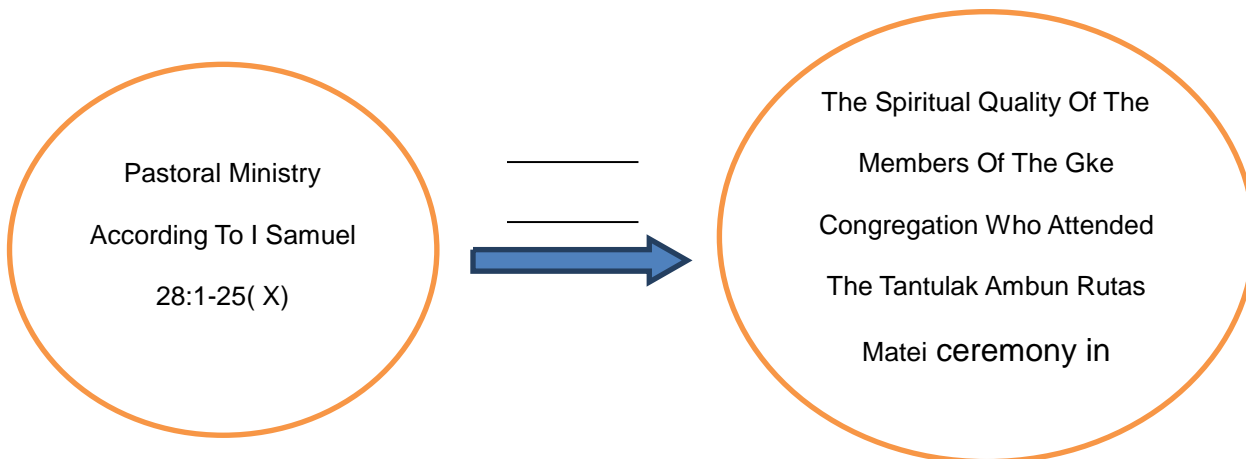 Pastoral Ministry
According To I Samuel
28:1-25( X)
The Spiritual Quality Of The
Members Of The Gke
Congregation Who Attended
The Tantulak Ambun Rutas
Matei ceremony in